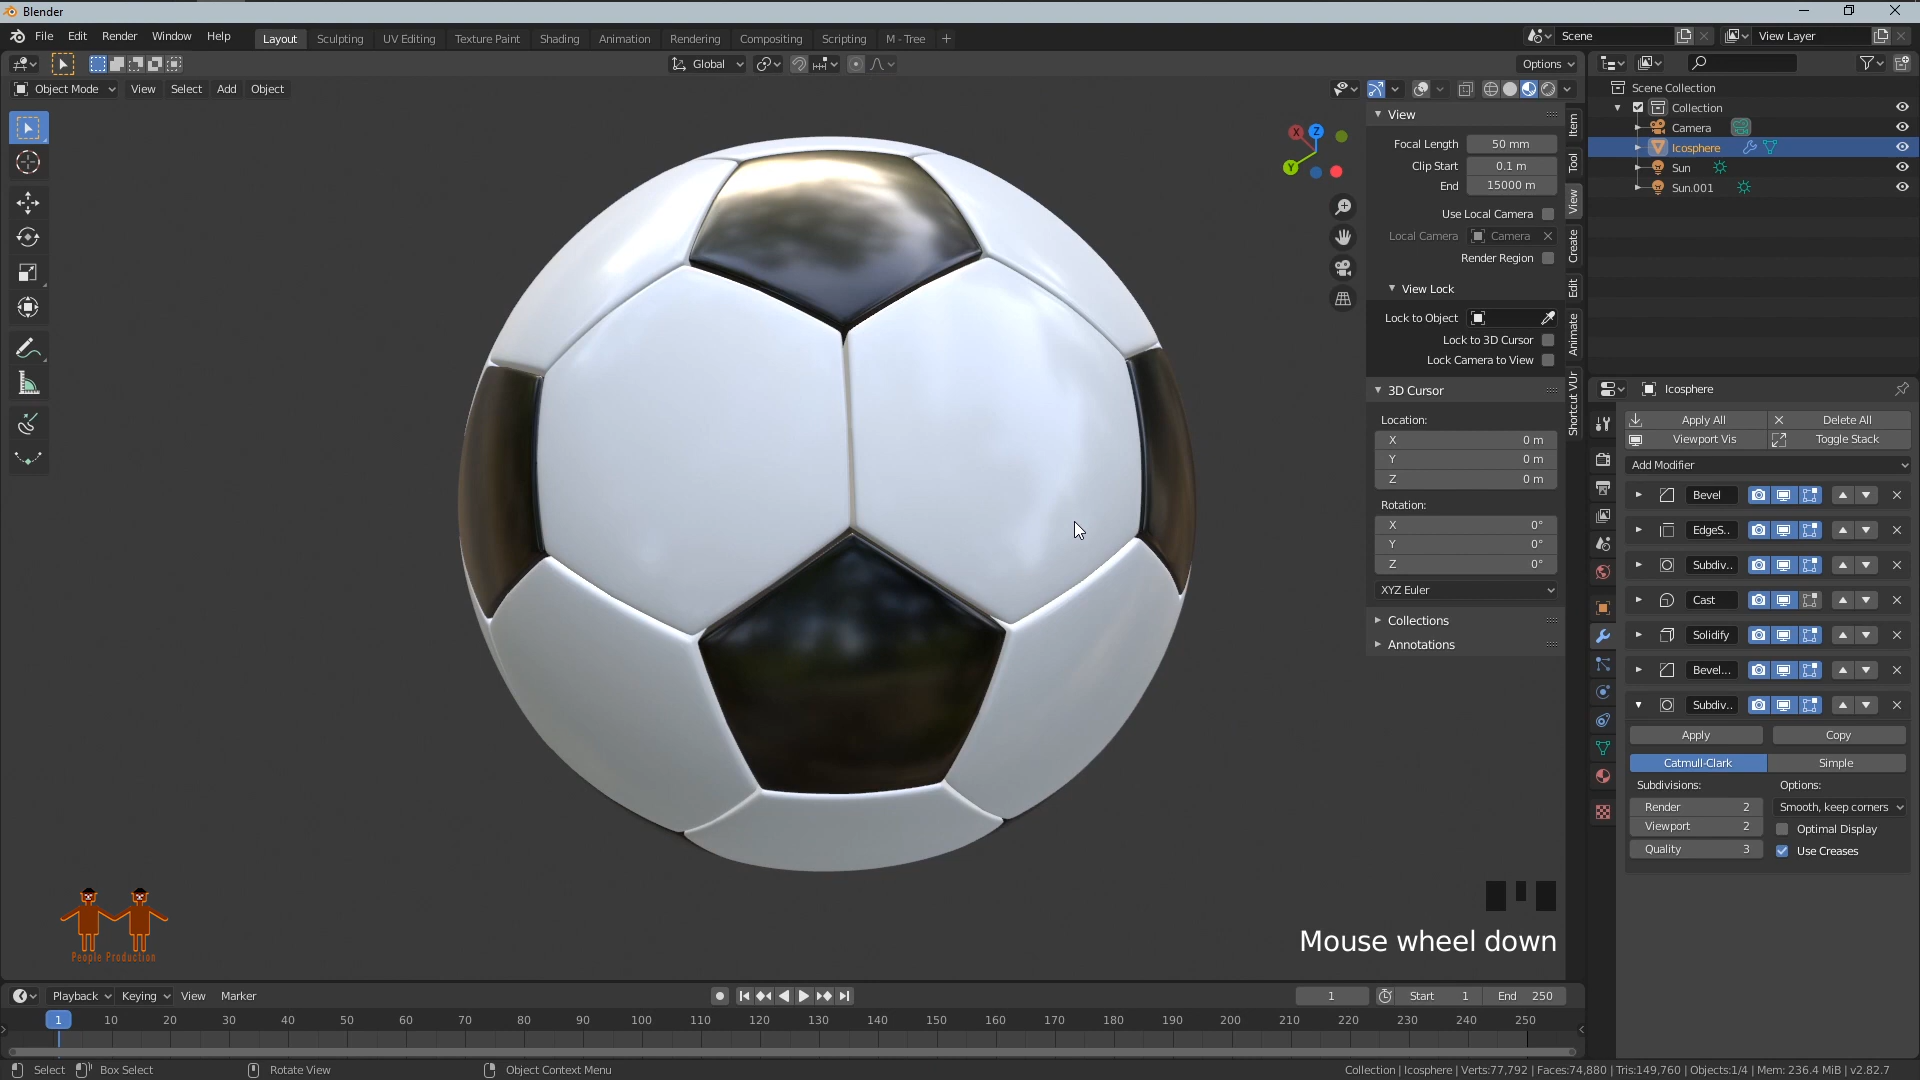 Blender
File Edit Render Window Help
Layout Sculpting UV Editing Texture Paint Shading Animation Rendering Compositing Scripting M - Tree +
Scene
View Layer
Global
Options
Object Mode View Select Add Object
View
Focal Length 50 mm
Clip Start 0.1 m
End 15000 m
Use Local Camera
Local Camera Camera
Render Region
View Lock
Lock to Object
Lock to 3D Cursor
Lock Camera to View
3D Cursor
Location:
X 0 m
Y 0 m
Z 0 m
Rotation:
X 0°
Y 0°
Z 0°
XYZ Euler
Collections
Annotations
X
Z
Y
Item
Tool
View
Create
Edit
Animate
Shortcut VUr
Scene Collection
Collection
Camera
Icosphere
Sun
Sun.001
Icosphere
Apply All Delete All
Viewport Vis Toggle Stack
Add Modifier
Bevel
EdgeS..
Subdiv..
Cast
Solidify
Bevel...
Subdiv..
Apply Copy
Catmull-Clark Simple
Subdivisions: Options:
Render 2 Smooth, keep corners
Viewport 2 Optimal Display
Quality 3 Use Creases
People Production
Mouse wheel down
Playback Keying View Marker
1 Start 1 End 250
1 10 20 30 40 50 60 70 80 90 100 110 120 130 140 150 160 170 180 190 200 210 220 230 240 250
Select Box Select Rotate View Object Context Menu
Collection | Icosphere | Verts:77,792 | Faces:74,880 | Tris:149,760 | Objects:1/4 | Mem: 236.4 MiB | v2.82.7